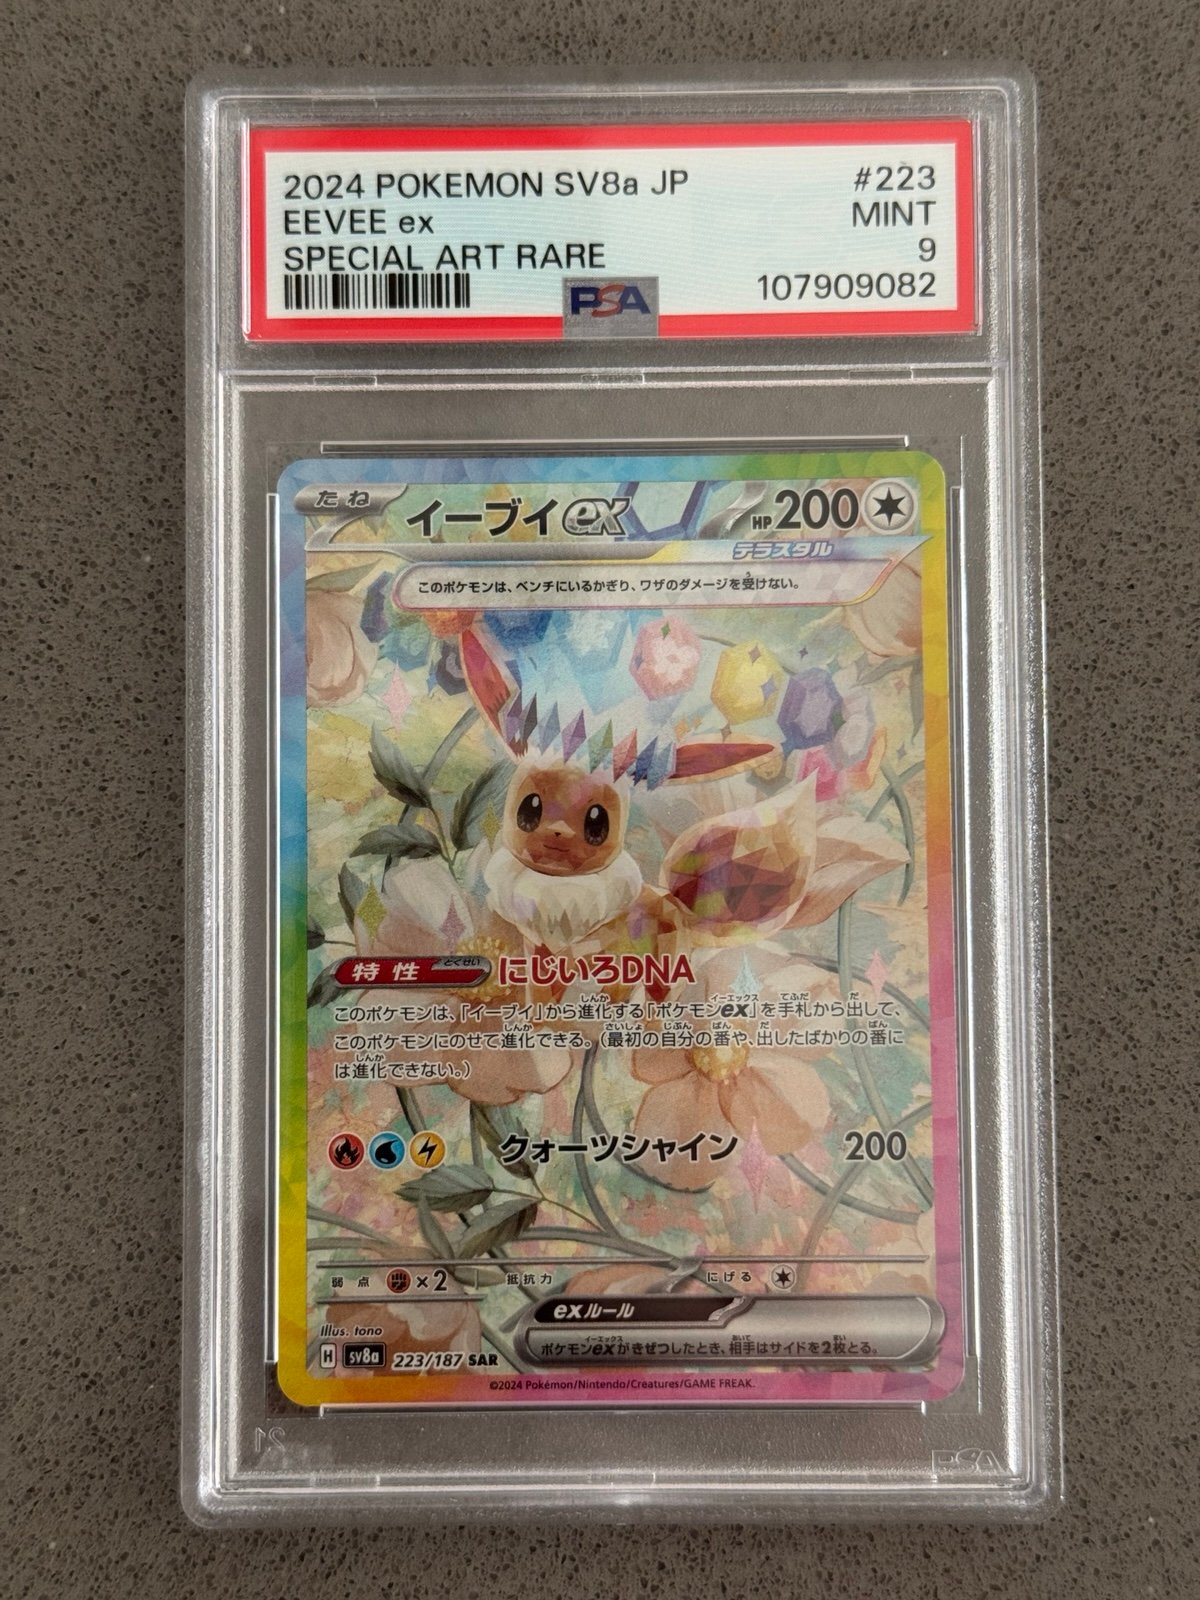 2024 POKEMON SV8a JP #223
EEVEE ex MINT
SPECIAL ART RARE 9
PSA 107909082
たね イーブイex HP200
テラスタル
このポケモンは、ベンチにいるかぎり、ワザのダメージを受けない。
特性 にじいろDNA
このポケモンは、「イーブイ」から進化する「ポケモンex」を手札から出して、
このポケモンにのせて進化できる。（最初の自分の番や、出したばかりの番に
は進化できない。）
クォーツシャイン 200
弱点 ×2 抵抗力 にげる
exルール
ポケモンexがきぜつしたとき、相手はサイドを2枚とる。
Illus. tono
H sv8a 223/187 SAR
©2024 Pokémon/Nintendo/Creatures/GAME FREAK.
PSA